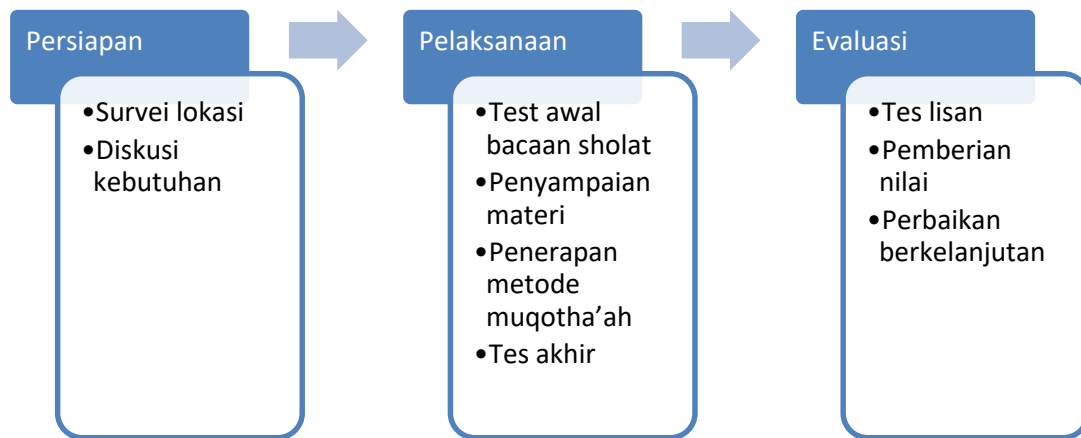 Persiapan
•Survei lokasi
•Diskusi
kebutuhan
Pelaksanaan
•Test awal
bacaan sholat
•Penyampaian
materi
•Penerapan
metode
muqotha’ah
•Tes akhir
Evaluasi
•Tes lisan
•Pemberian
nilai
•Perbaikan
berkelanjutan